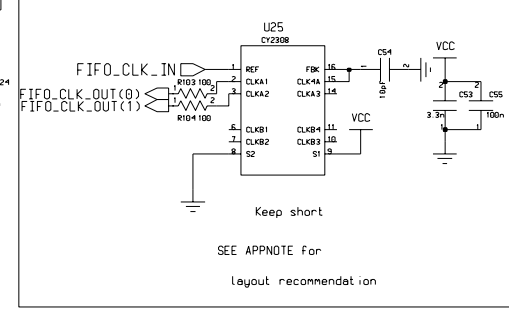 U25
CY2308
24
FIFO_CLK_IN
FIFO_CLK_OUT(0)
FIFO_CLK_OUT(1)
R103 100
1 2
1 2
R104 100
1 REF
2 CLKA1
3 CLKA2
6 CLKB1
7 CLKB2
8 S2
FBK 16
CLK4A 15
CLKA3 14
CLKB4 11
CLKB3 10
S1 9
C54
1 2
10pF
VCC
VCC
2 2
C53 C55
3.3n 100n
1 1
Keep short
SEE APPNOTE For
layout recommendation